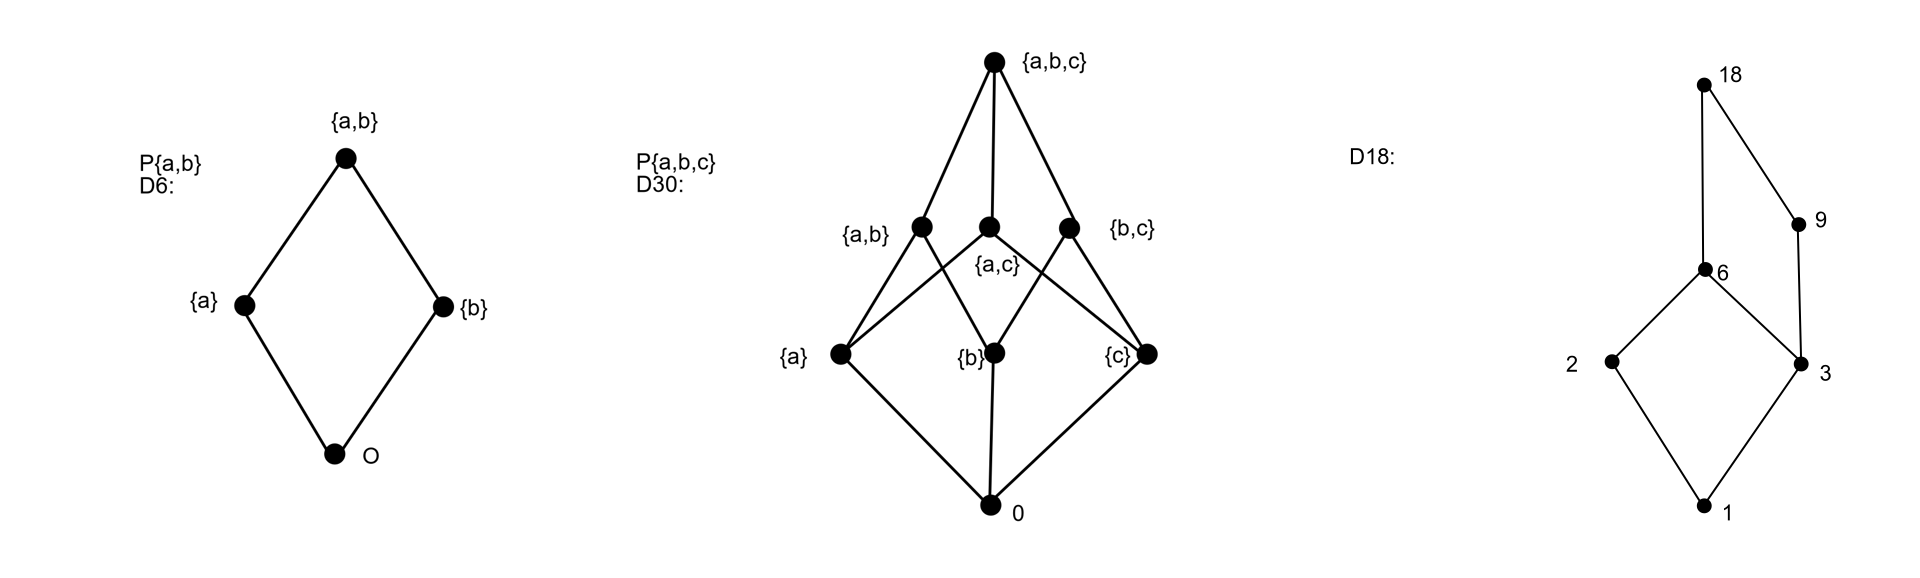 P{a,b}
D6:
{a,b}
{a}
{b}
O
P{a,b,c}
D30:
{a,b,c}
{a,b}
{a,c}
{b,c}
{a}
{b}
{c}
0
D18:
18
9
6
2
3
1